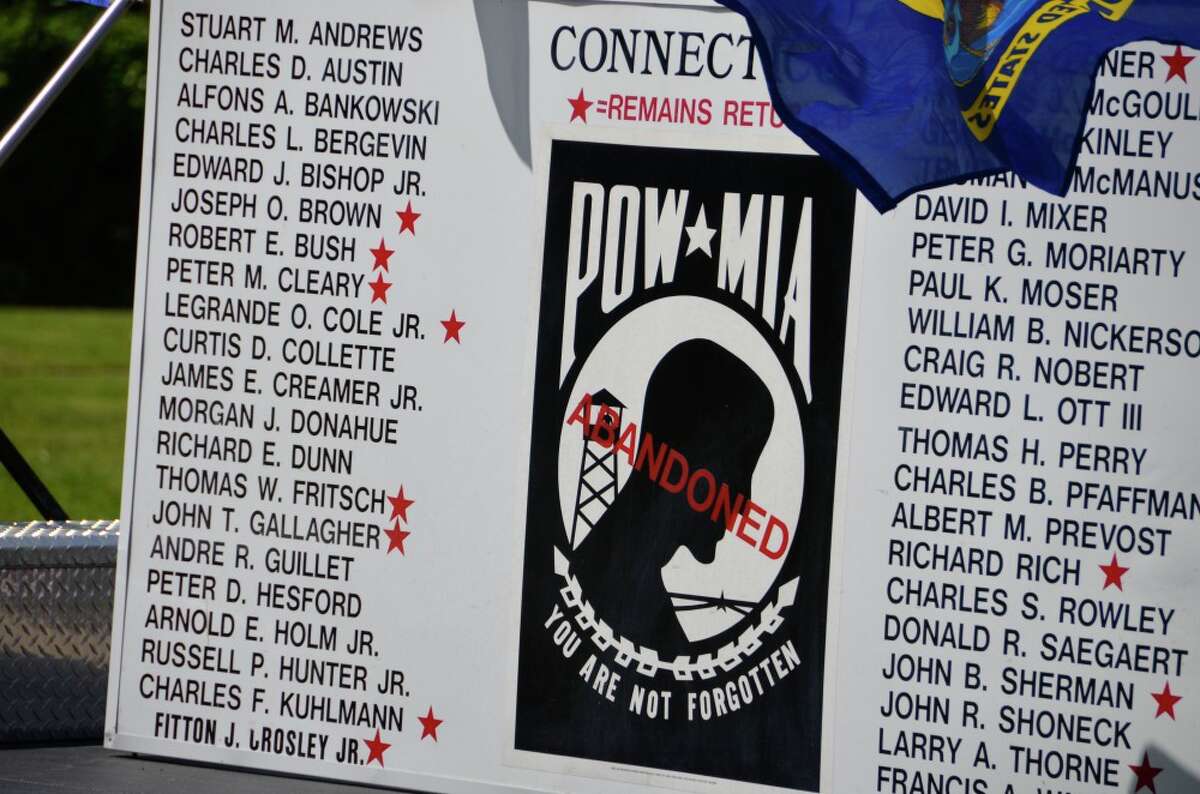 STUART M. ANDREWS
CHARLES D. AUSTIN
ALFONS A. BANKOWSKI
CHARLES L. BERGEVIN
EDWARD J. BISHOP JR.
JOSEPH O. BROWN ★
ROBERT E. BUSH ★
PETER M. CLEARY ★
LEGRANDE O. COLE JR. ★
CURTIS D. COLLETTE
JAMES E. CREAMER JR.
MORGAN J. DONAHUE
RICHARD E. DUNN
THOMAS W. FRITSCH ★
JOHN T. GALLAGHER ★
ANDRE R. GUILLET
PETER D. HESFORD
ARNOLD E. HOLM JR.
RUSSELL P. HUNTER JR.
CHARLES F. KUHLMANN ★
FITTON J. CROSLEY JR. ★
CONNECT
★=REMAINS RETU
POW★MIA
ABANDONED
YOU ARE NOT FORGOTTEN
ED STATES
NER ★
McGOUL
KINLEY
McMANUS
DAVID I. MIXER
PETER G. MORIARTY
PAUL K. MOSER
WILLIAM B. NICKERSO
CRAIG R. NOBERT
EDWARD L. OTT III
THOMAS H. PERRY
CHARLES B. PFAFFMAN
ALBERT M. PREVOST
RICHARD RICH ★
CHARLES S. ROWLEY
DONALD R. SAEGAERT
JOHN B. SHERMAN ★
JOHN R. SHONECK
LARRY A. THORNE ★
FRANCIS A